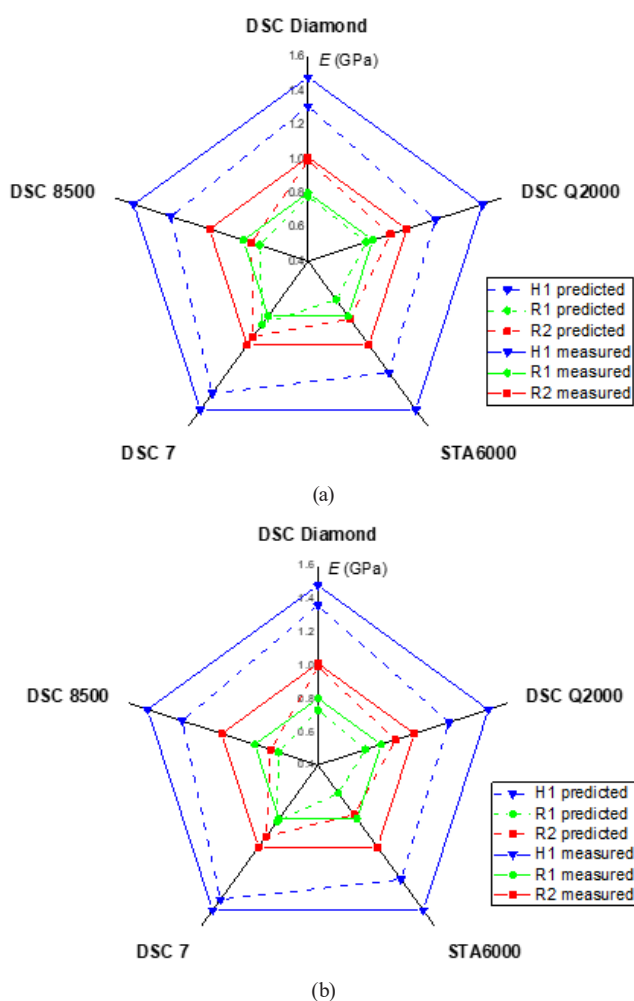 DSC Diamond
1.6
E (GPa)
1.4
1.2
1.0
DSC 8500
DSC Q2000
0.8
0.6
0.4
H1 predicted
R1 predicted
R2 predicted
H1 measured
R1 measured
R2 measured
DSC 7
STA6000
(a)
DSC Diamond
1.6
E (GPa)
1.4
1.2
1.0
DSC 8500
DSC Q2000
0.8
0.6
0.4
H1 predicted
R1 predicted
R2 predicted
H1 measured
R1 measured
R2 measured
DSC 7
STA6000
(b)